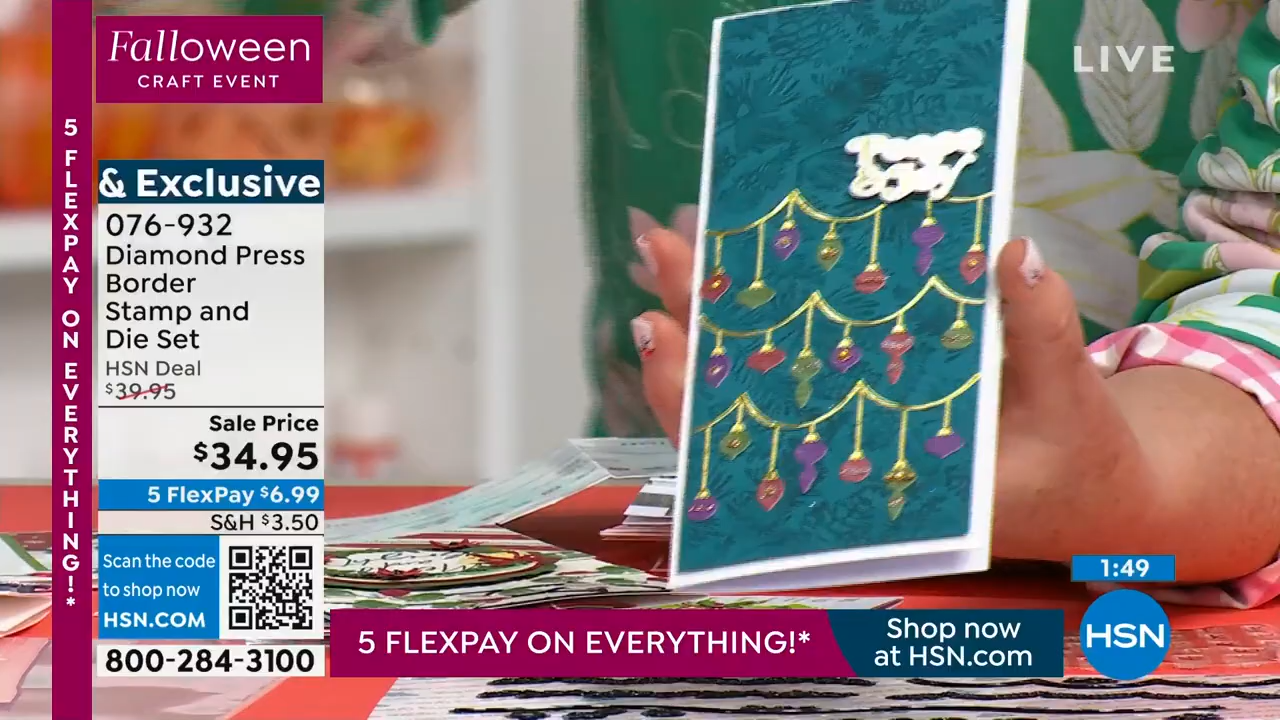 Falloween
CRAFT EVENT
LIVE
5 FLEXPAY ON EVERYTHING!*
& Exclusive
076-932
Diamond Press
Border
Stamp and
Die Set
HSN Deal
$39.95
Sale Price
$34.95
5 FlexPay $6.99
S&H $3.50
Scan the code
to shop now
HSN.COM
800-284-3100
5 FLEXPAY ON EVERYTHING!*
Shop now
at HSN.com
1:49
HSN